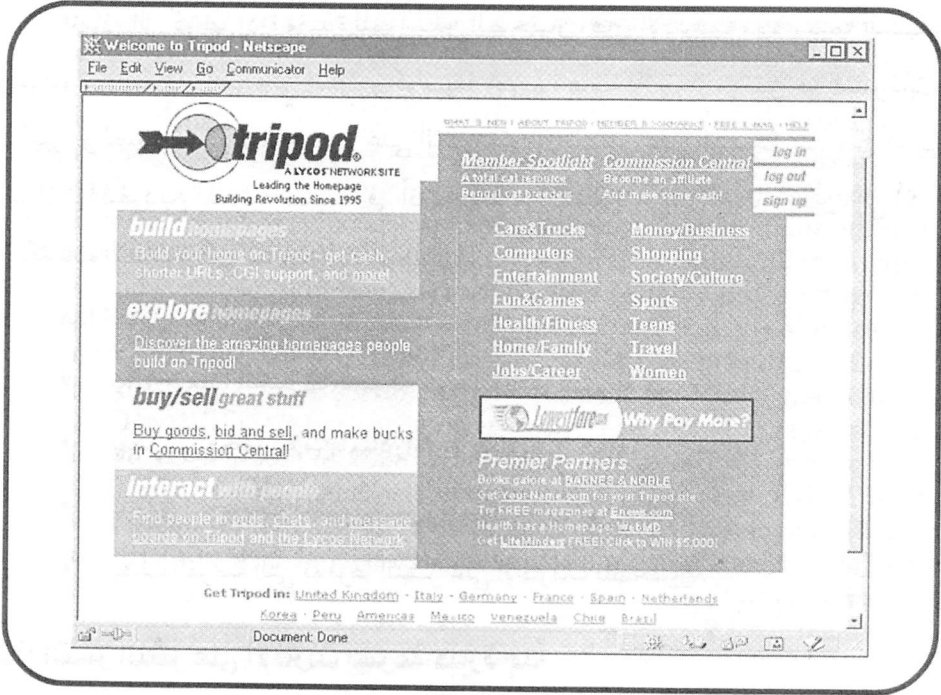 Welcome to Tripod - Netscape
File Edit View Go Communicator Help
tripod®
A LYCOS NETWORK SITE
Leading the Homepage
Building Revolution Since 1995
WHAT'S NEW | ABOUT TRIPOD | MEMBER'S COMPARMENT | FREE E-MAIL | HELP
log in
log out
sign up
Member Spotlight Commission Central
A total cat resource Become an affiliate
Bengal cat breeders And make some cash!
build homepages
Build your home on Tripod - get cash,
shorter URLs, CGI support, and more!
explore homepages
Discover the amazing homepages people
build on Tripod!
buy/sell great stuff
Buy goods, bid and sell, and make bucks
in Commission Central!
interact with people
Find people in pods, chats, and message
boards on Tripod and the Lycos Network
Cars&Trucks Money/Business
Computers Shopping
Entertainment Society/Culture
Fun&Games Sports
Health/Fitness Teens
Home/Family Travel
Jobs/Career Women
Lowestfare.com Why Pay More?
Premier Partners
Books galore at BARNES & NOBLE
Get Your-Name.com for your Tripod site
Try FREE magazines at Enews.com
Health has a Homepage: WebMD
Get LifeMinders FREE! Click to WIN $5,000!
Get Tripod in: United Kingdom · Italy · Germany · France · Spain · Netherlands
Korea · Peru Americas Mexico Venezuela Chile Brazil
Document: Done